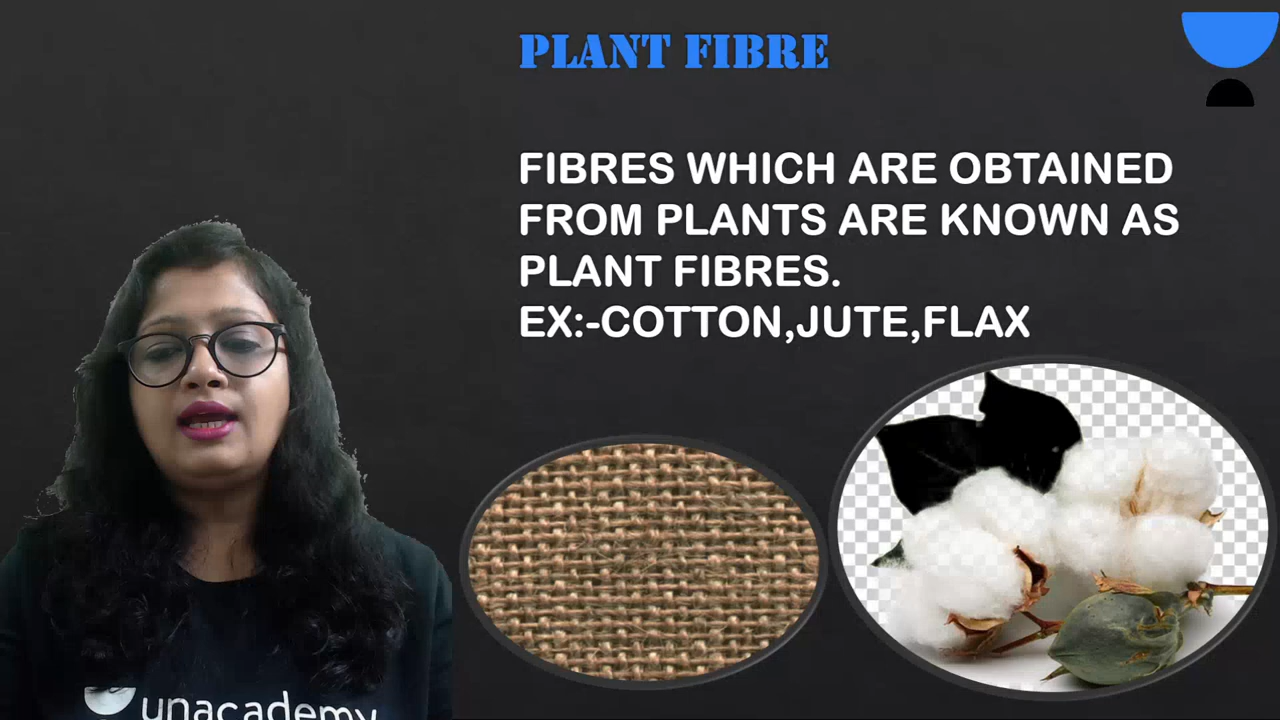 PLANT FIBRE
FIBRES WHICH ARE OBTAINED
FROM PLANTS ARE KNOWN AS
PLANT FIBRES.
EX:-COTTON,JUTE,FLAX
unacademy